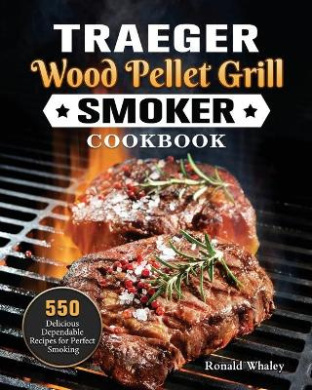 TRAEGER
Wood Pellet Grill
SMOKER
COOKBOOK
550
Delicious
Dependable
Recipes for Perfect
Smoking
Ronald Whaley